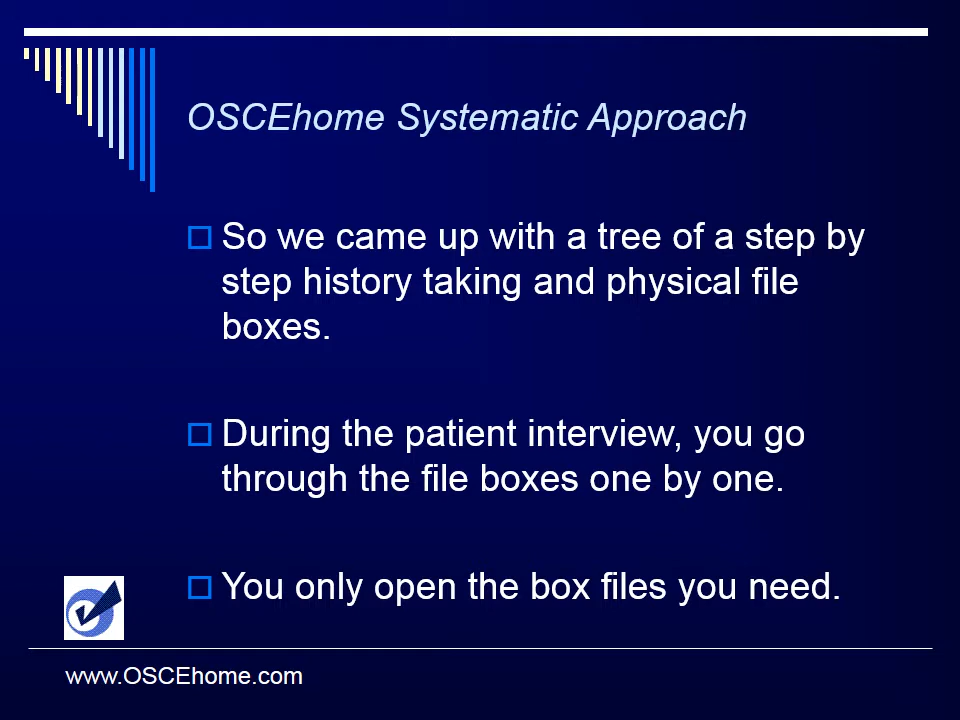 OSCEhome Systematic Approach
So we came up with a tree of a step by
step history taking and physical file
boxes.
During the patient interview, you go
through the file boxes one by one.
You only open the box files you need.
www.OSCEhome.com